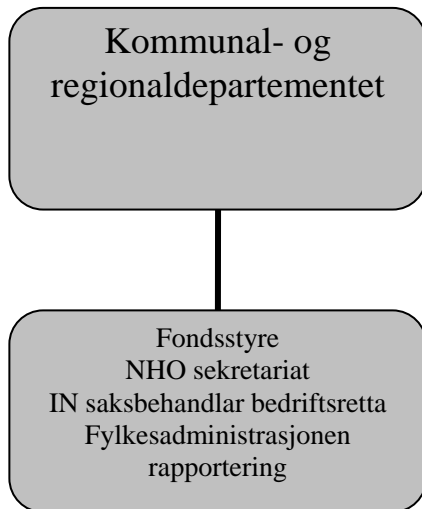 Kommunal- og
regionaldepartementet
Fondsstyre
NHO sekretariat
IN saksbehandlar bedriftsretta
Fylkesadministrasjonen
rapportering